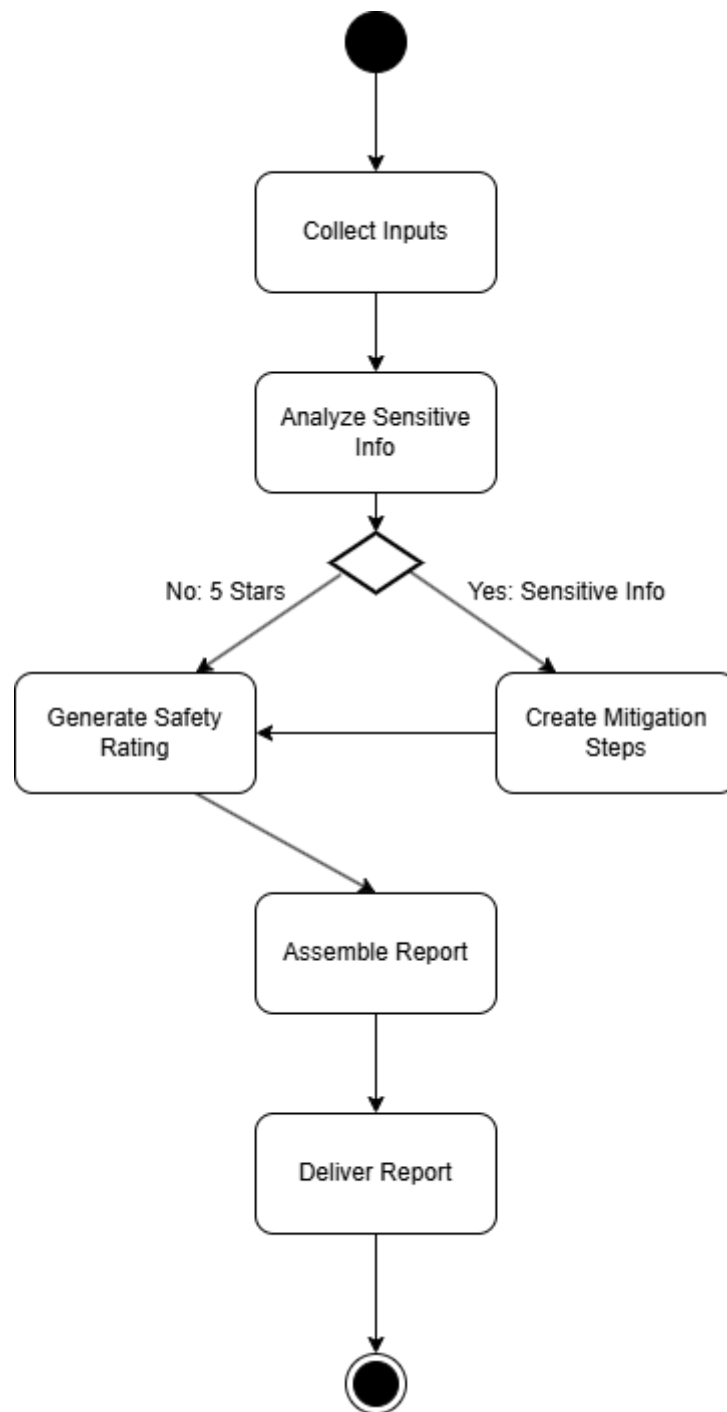 Collect Inputs
Analyze Sensitive
Info
No: 5 Stars
Yes: Sensitive Info
Generate Safety
Rating
Create Mitigation
Steps
Assemble Report
Deliver Report